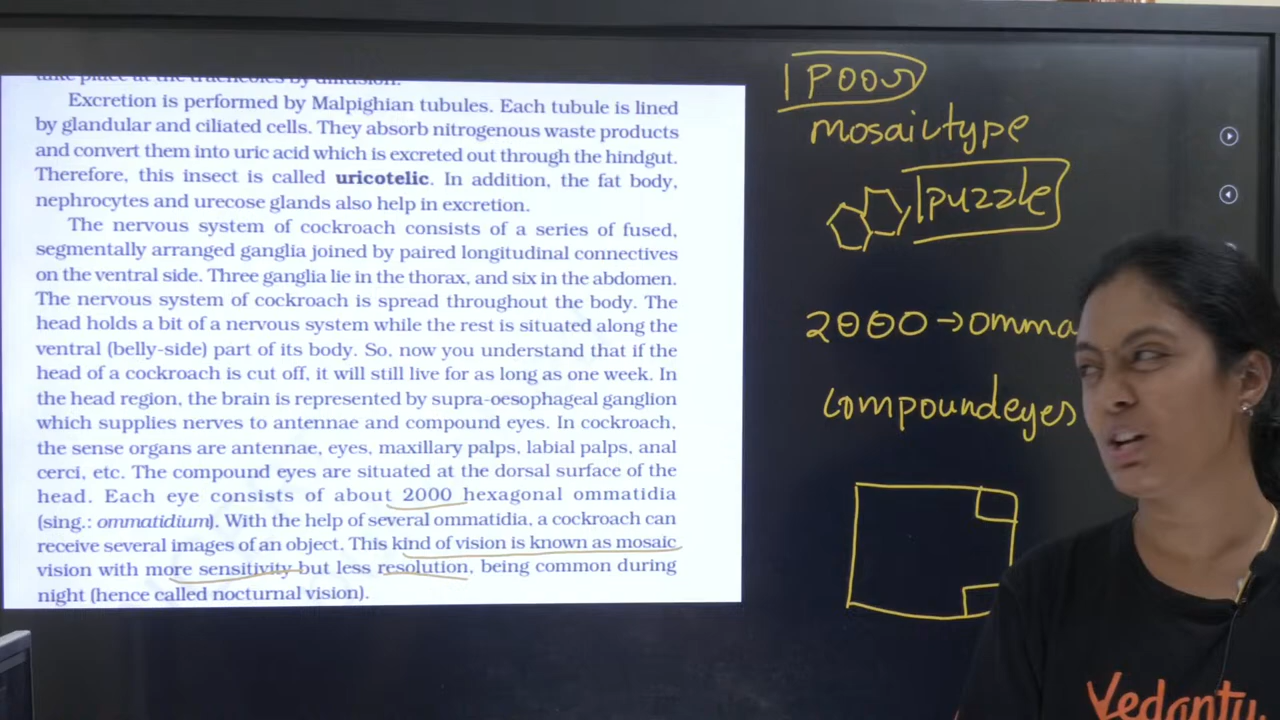 take place at the tracheoles by diffusion.
Excretion is performed by Malpighian tubules. Each tubule is lined
by glandular and ciliated cells. They absorb nitrogenous waste products
and convert them into uric acid which is excreted out through the hindgut.
Therefore, this insect is called uricotelic. In addition, the fat body,
nephrocytes and urecose glands also help in excretion.
The nervous system of cockroach consists of a series of fused,
segmentally arranged ganglia joined by paired longitudinal connectives
on the ventral side. Three ganglia lie in the thorax, and six in the abdomen.
The nervous system of cockroach is spread throughout the body. The
head holds a bit of a nervous system while the rest is situated along the
ventral (belly-side) part of its body. So, now you understand that if the
head of a cockroach is cut off, it will still live for as long as one week. In
the head region, the brain is represented by supra-oesophageal ganglion
which supplies nerves to antennae and compound eyes. In cockroach,
the sense organs are antennae, eyes, maxillary palps, labial palps, anal
cerci, etc. The compound eyes are situated at the dorsal surface of the
head. Each eye consists of about 2000 hexagonal ommatidia
(sing.: ommatidium). With the help of several ommatidia, a cockroach can
receive several images of an object. This kind of vision is known as mosaic
vision with more sensitivity but less resolution, being common during
night (hence called nocturnal vision).
poor
mosaic type
puzzle
2000 → omma
compound eyes
Vedantu